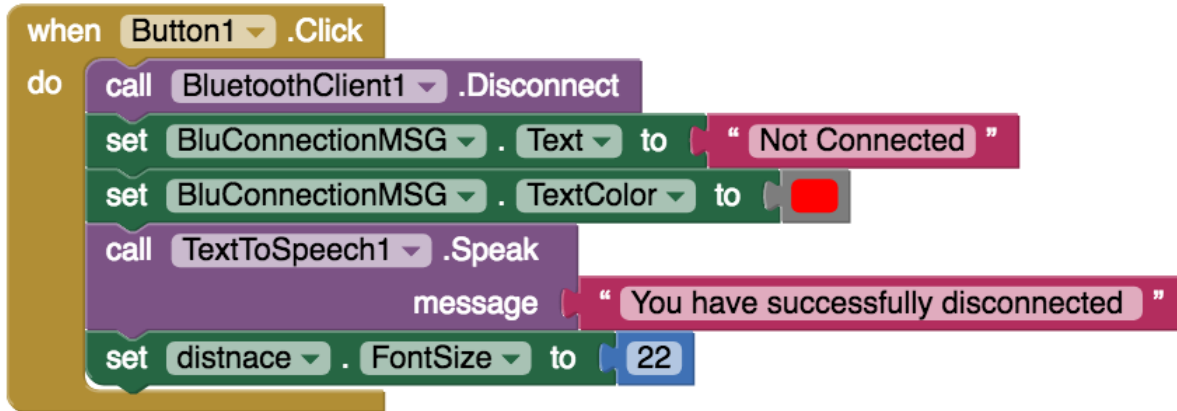 when Button1 .Click
do call BluetoothClient1 .Disconnect
set BluConnectionMSG . Text to “ Not Connected ”
set BluConnectionMSG . TextColor to
call TextToSpeech1 .Speak
message “ You have successfully disconnected ”
set distnace . FontSize to 22